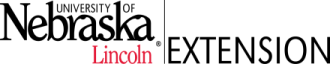 UNIVERSITY OF
Nebraska
Lincoln® EXTENSION